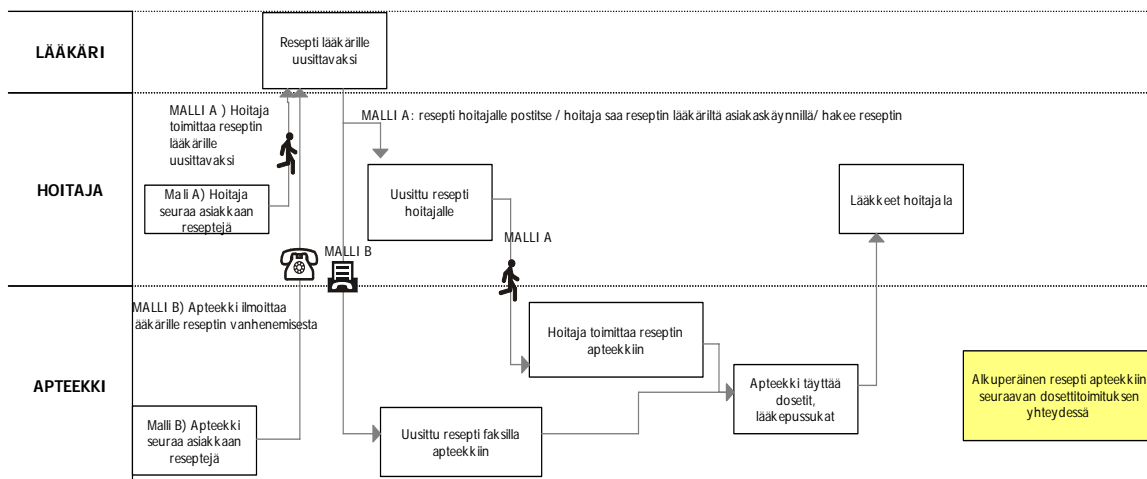 LÄÄKÄRI
Resepti lääkärille
uusittavaksi
HOITAJA
MALLI A ) Hoitaja
toimittaa reseptin
lääkärille
uusittavaksi
MALLI A: resepti hoitajalle postitse / hoitaja saa reseptin lääkäriltä asiakaskäynnillä/ hakee reseptin
Mali A) Hoitaja
seuraa asiakkaan
reseptejä
Uusittu resepti
hoitajalle
Lääkkeet hoitajala
MALLI B
MALLI A
APTEEKKI
MALLI B) Apteekki ilmoittaa
ääkärille reseptin vanhenemisesta
Hoitaja toimittaa reseptin
apteekkiin
Malli B) Apteekki
seuraa asiakkaan
reseptejä
Uusittu resepti faksilla
apteekkiin
Apteekki täyttää
dosetit,
lääkepussukat
Alkuperäinen resepti apteekkiin
seuraavan dosettitoimituksen
yhteydessä